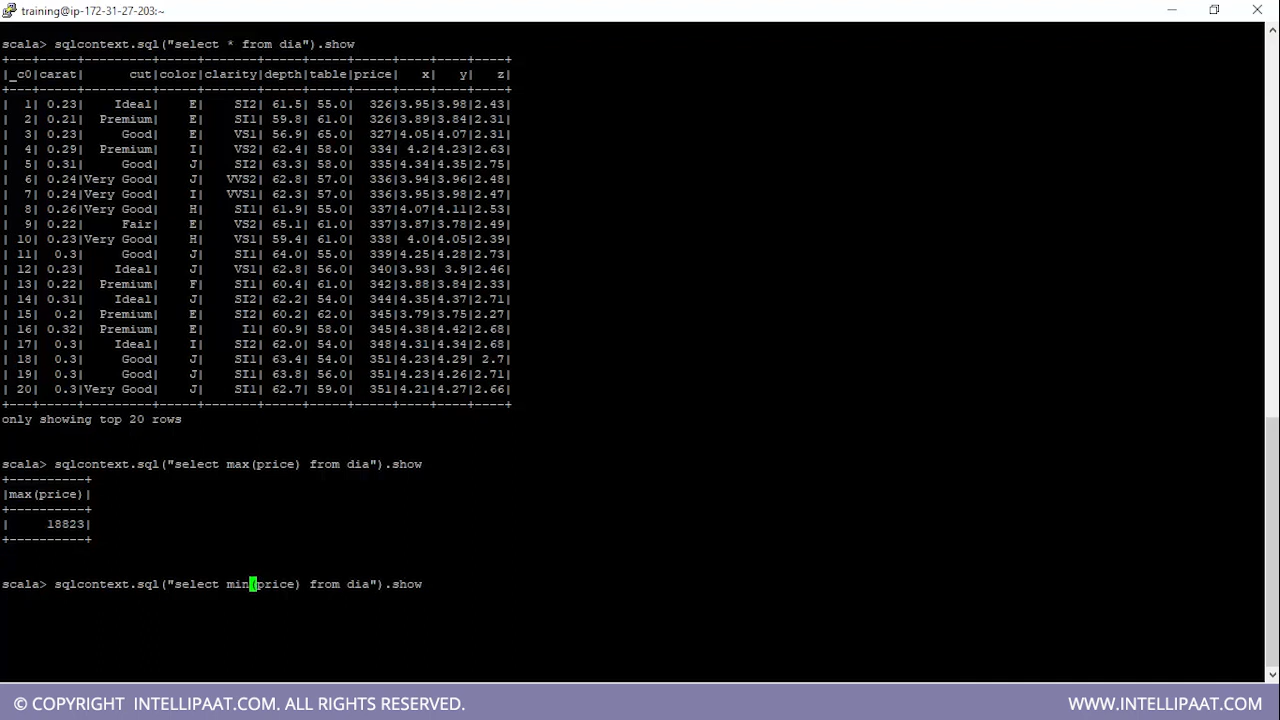 training@ip-172-31-27-203:~
scala> sqlcontext.sql("select * from dia").show
+---+-----+---------+-----+-------+-----+-----+-----+----+----+----+
|_c0|carat|      cut|color|clarity|depth|table|price|   x|   y|   z|
+---+-----+---------+-----+-------+-----+-----+-----+----+----+----+
|  1| 0.23|    Ideal|    E|    SI2| 61.5| 55.0|  326|3.95|3.98|2.43|
|  2| 0.21|  Premium|    E|    SI1| 59.8| 61.0|  326|3.89|3.84|2.31|
|  3| 0.23|     Good|    E|    VS1| 56.9| 65.0|  327|4.05|4.07|2.31|
|  4| 0.29|  Premium|    I|    VS2| 62.4| 58.0|  334| 4.2|4.23|2.63|
|  5| 0.31|     Good|    J|    SI2| 63.3| 58.0|  335|4.34|4.35|2.75|
|  6| 0.24|Very Good|    J|   VVS2| 62.8| 57.0|  336|3.94|3.96|2.48|
|  7| 0.24|Very Good|    I|   VVS1| 62.3| 57.0|  336|3.95|3.98|2.47|
|  8| 0.26|Very Good|    H|    SI1| 61.9| 55.0|  337|4.07|4.11|2.53|
|  9| 0.22|     Fair|    E|    VS2| 65.1| 61.0|  337|3.87|3.78|2.49|
| 10| 0.23|Very Good|    H|    VS1| 59.4| 61.0|  338| 4.0|4.05|2.39|
| 11|  0.3|     Good|    J|    SI1| 64.0| 55.0|  339|4.25|4.28|2.73|
| 12| 0.23|    Ideal|    J|    VS1| 62.8| 56.0|  340|3.93| 3.9|2.46|
| 13| 0.22|  Premium|    F|    SI1| 60.4| 61.0|  342|3.88|3.84|2.33|
| 14| 0.31|    Ideal|    J|    SI2| 62.2| 54.0|  344|4.35|4.37|2.71|
| 15|  0.2|  Premium|    E|    SI2| 60.2| 62.0|  345|3.79|3.75|2.27|
| 16| 0.32|  Premium|    E|     I1| 60.9| 58.0|  345|4.38|4.42|2.68|
| 17|  0.3|    Ideal|    I|    SI2| 62.0| 54.0|  348|4.31|4.34|2.68|
| 18|  0.3|     Good|    J|    SI1| 63.4| 54.0|  351|4.23|4.29| 2.7|
| 19|  0.3|     Good|    J|    SI1| 63.8| 56.0|  351|4.23|4.26|2.71|
| 20|  0.3|Very Good|    J|    SI1| 62.7| 59.0|  351|4.21|4.27|2.66|
+---+-----+---------+-----+-------+-----+-----+-----+----+----+----+
only showing top 20 rows
scala> sqlcontext.sql("select max(price) from dia").show
+----------+
|max(price)|
+----------+
|     18823|
+----------+
scala> sqlcontext.sql("select min(price) from dia").show
© COPYRIGHT INTELLIPAAT.COM. ALL RIGHTS RESERVED.
WWW.INTELLIPAAT.COM